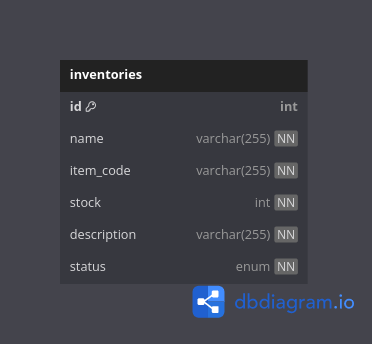 inventories
id int
name varchar(255) NN
item_code varchar(255) NN
stock int NN
description varchar(255) NN
status enum NN
dbdiagram.io